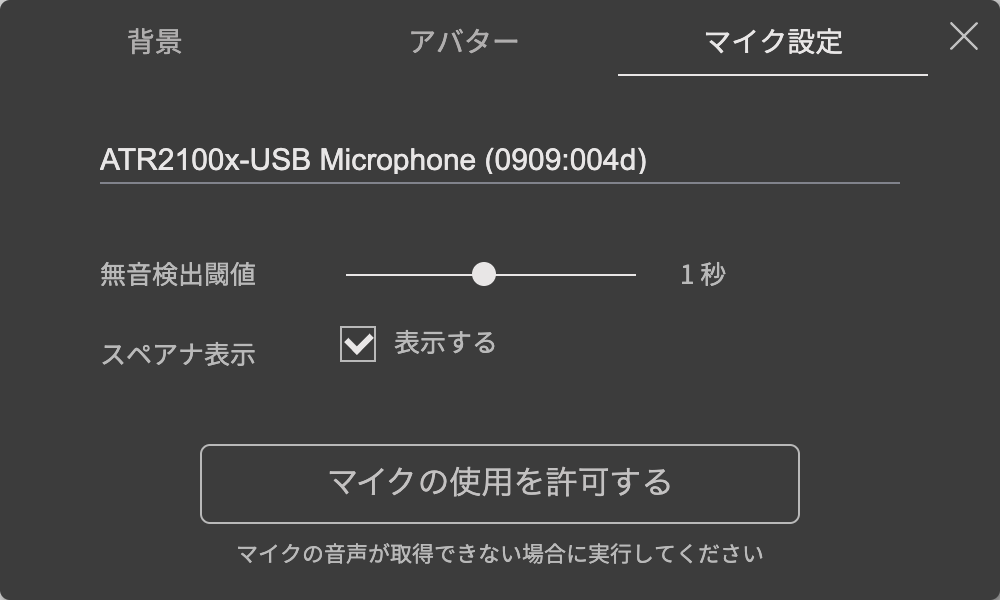 背景 アバター マイク設定
ATR2100x-USB Microphone (0909:004d)
無音検出閾値 1 秒
スペアナ表示 表示する
マイクの使用を許可する
マイクの音声が取得できない場合に実行してください